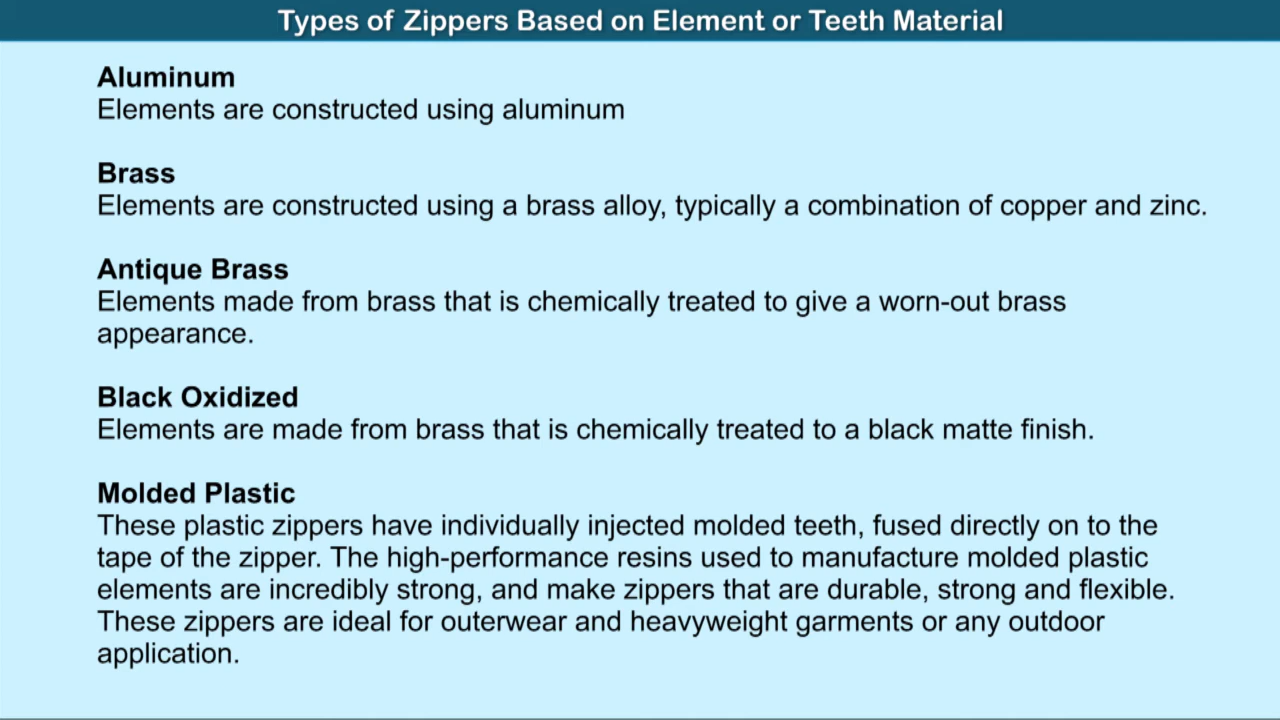 Types of Zippers Based on Element or Teeth Material
Aluminum
Elements are constructed using aluminum
Brass
Elements are constructed using a brass alloy, typically a combination of copper and zinc.
Antique Brass
Elements made from brass that is chemically treated to give a worn-out brass
appearance.
Black Oxidized
Elements are made from brass that is chemically treated to a black matte finish.
Molded Plastic
These plastic zippers have individually injected molded teeth, fused directly on to the
tape of the zipper. The high-performance resins used to manufacture molded plastic
elements are incredibly strong, and make zippers that are durable, strong and flexible.
These zippers are ideal for outerwear and heavyweight garments or any outdoor
application.